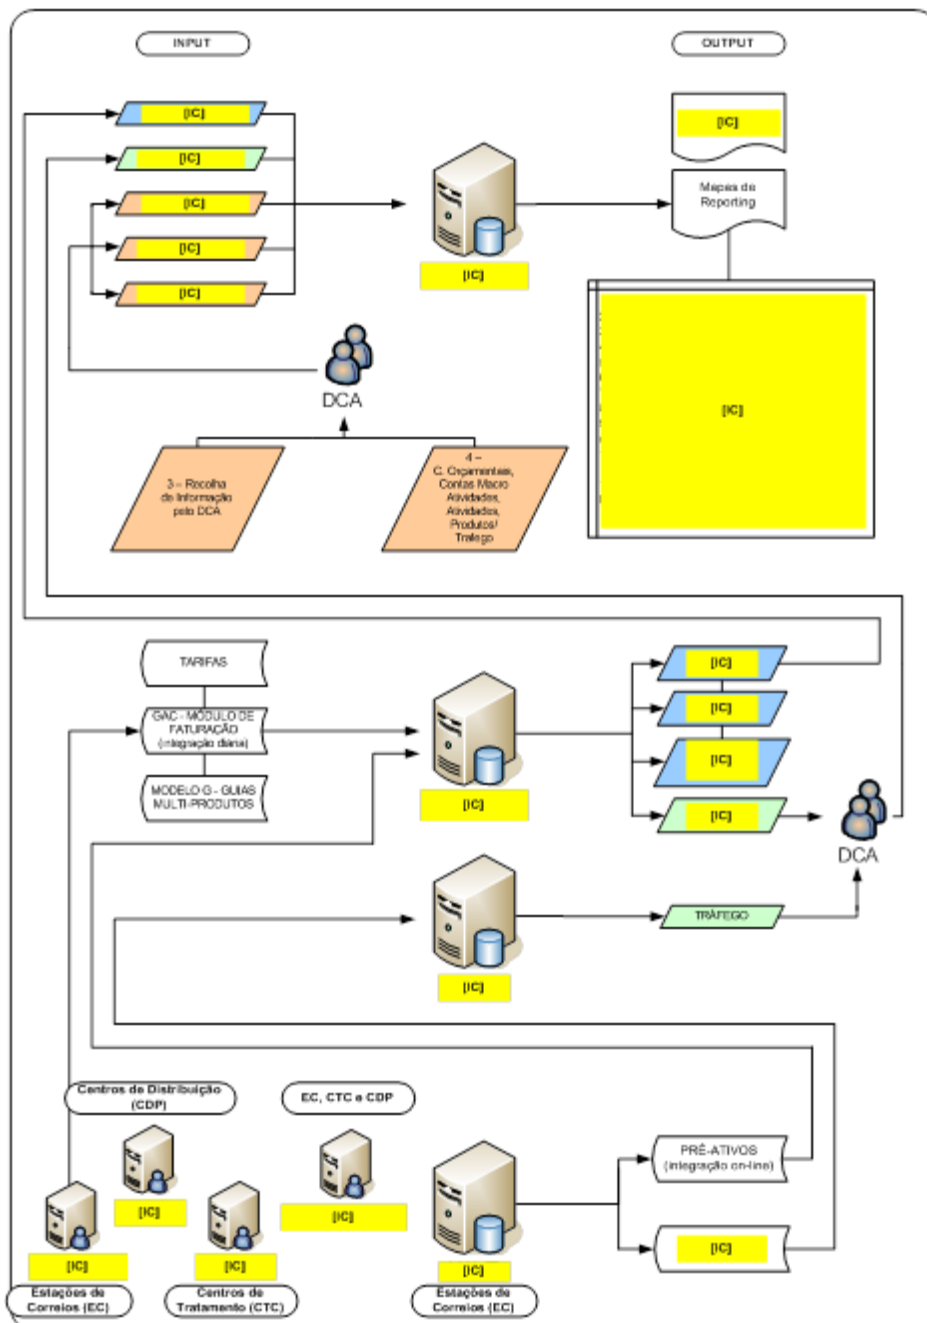 INPUT
OUTPUT
[IC]
[IC]
[IC]
[IC]
[IC]
[IC]
[IC]
Mapas de
Reporting
[IC]
DCA
3 – Recolha
de Informação
pelo DCA
4 –
C. Orçamentais,
Contas Macro
Atividades,
Atividades,
Produtos/
Trafego
TARIFAS
GAC - MÓDULO DE
FATURAÇÃO
(integração diária)
MODELO G - GUIAS
MULTI-PRODUTOS
[IC]
[IC]
[IC]
[IC]
[IC]
DCA
[IC]
TRÁFEGO
Centros de Distribuição
(CDP)
EC, CTC e CDP
[IC]
[IC]
[IC]
Estações de
Correios (EC)
[IC]
Centros de
Tratamento (CTC)
[IC]
Estações de
Correios (EC)
PRÉ-ATIVOS
(integração on-line)
[IC]